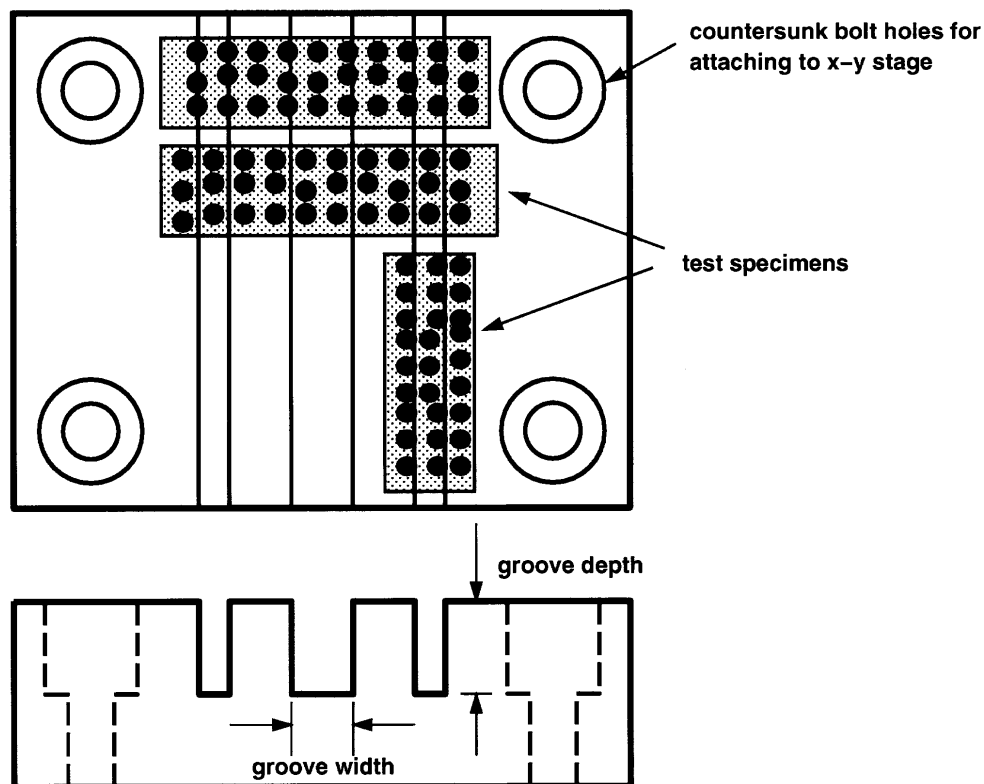 countersunk bolt holes for
attaching to x–y stage
test specimens
groove depth
groove width